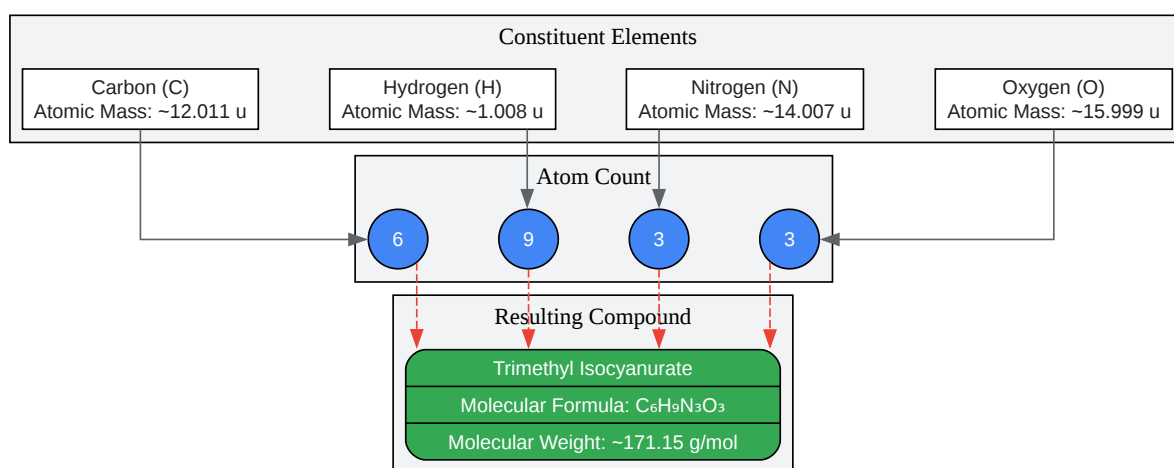 Constituent Elements
Carbon (C)
Atomic Mass: ~12.011 u
Hydrogen (H)
Atomic Mass: ~1.008 u
Nitrogen (N)
Atomic Mass: ~14.007 u
Oxygen (O)
Atomic Mass: ~15.999 u
Atom Count
6
9
3
3
Resulting Compound
Trimethyl Isocyanurate
Molecular Formula: C₆H₉N₃O₃
Molecular Weight: ~171.15 g/mol